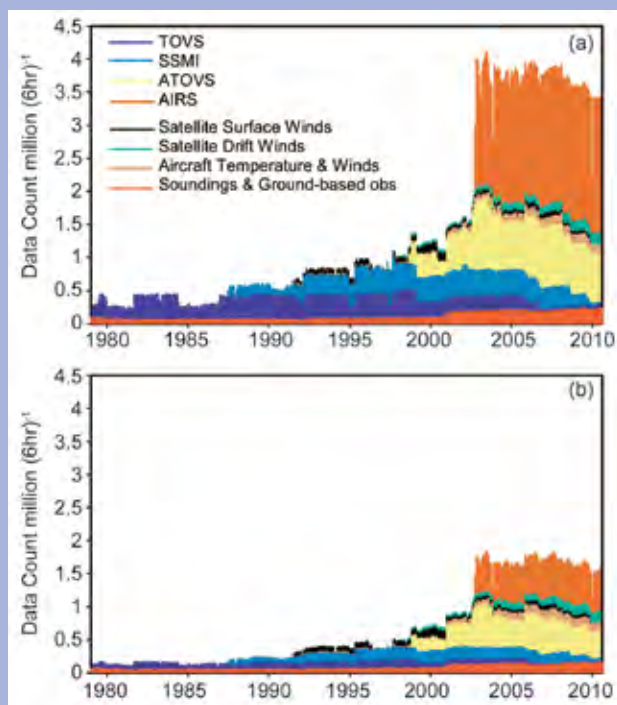 4.5
4
3.5
3
2.5
2
1.5
1
0.5
0
Data Count million (6hr)⁻¹
(a)
TOVS
SSMI
ATOVS
AIRS
Satellite Surface Winds
Satellite Drift Winds
Aircraft Temperature & Winds
Soundings & Ground-based obs
1980 1985 1990 1995 2000 2005 2010
4.5
4
3.5
3
2.5
2
1.5
1
0.5
0
Data Count million (6hr)⁻¹
(b)
1980 1985 1990 1995 2000 2005 2010